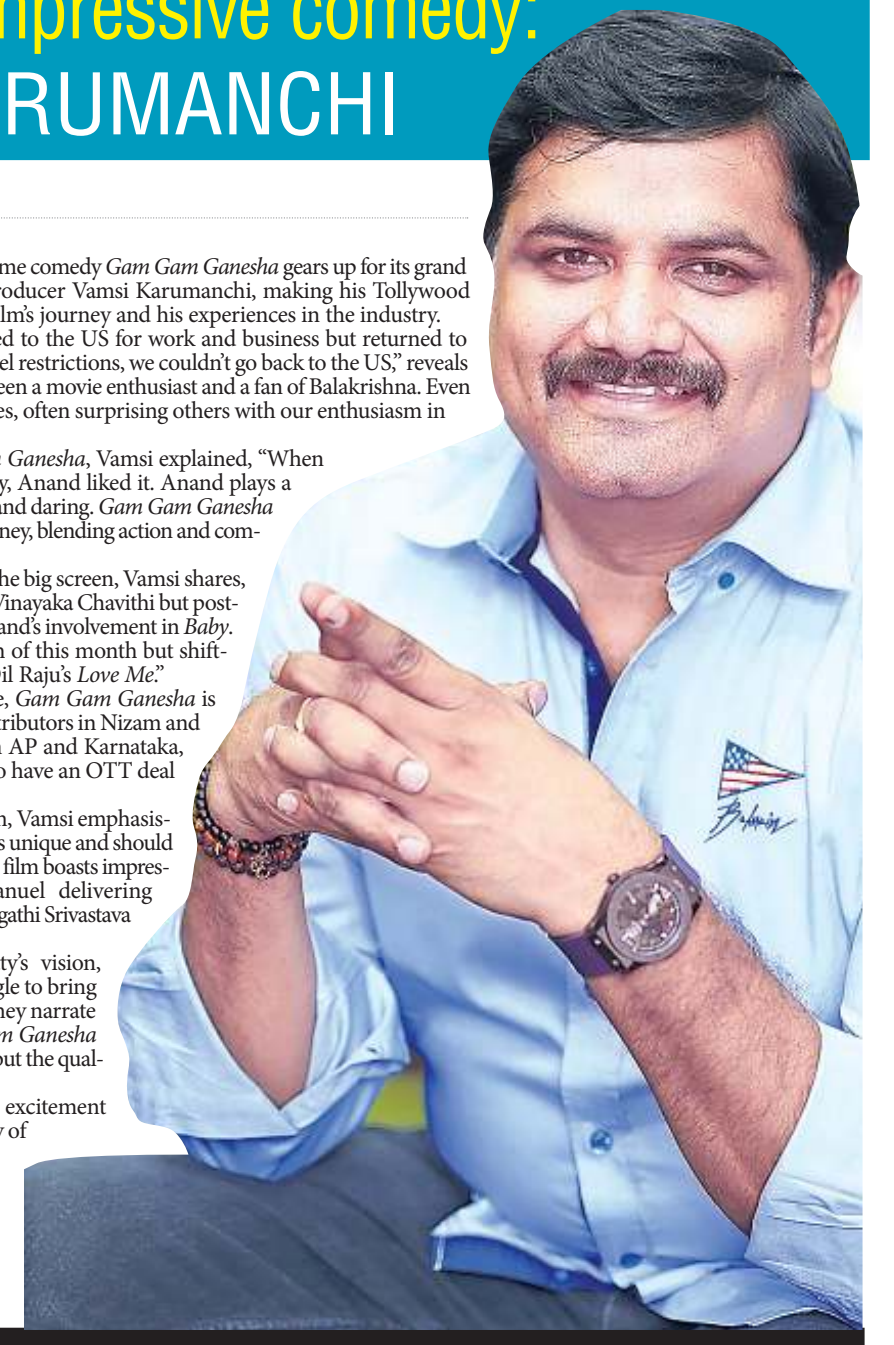 npressive comedy:
RUMANCHI
me comedy Gam Gam Ganesha gears up for its grand
roducer Vamsi Karumanchi, making his Tollywood
lm's journey and his experiences in the industry.
ed to the US for work and business but returned to
el restrictions, we couldn't go back to the US,” reveals
een a movie enthusiast and a fan of Balakrishna. Even
es, often surprising others with our enthusiasm in
Ganesha, Vamsi explained, “When
y, Anand liked it. Anand plays a
and daring. Gam Gam Ganesha
ney, blending action and com-
he big screen, Vamsi shares,
Vinayaka Chavithi but post-
and's involvement in Baby.
n of this month but shift-
Dil Raju's Love Me.”
e, Gam Gam Ganesha is
tributors in Nizam and
n AP and Karnataka,
o have an OTT deal
n, Vamsi emphasis-
s unique and should
film boasts impres-
anuel delivering
gathi Srivastava
ty's vision,
gle to bring
hey narrate
m Ganesha
but the qual-
excitement
y of